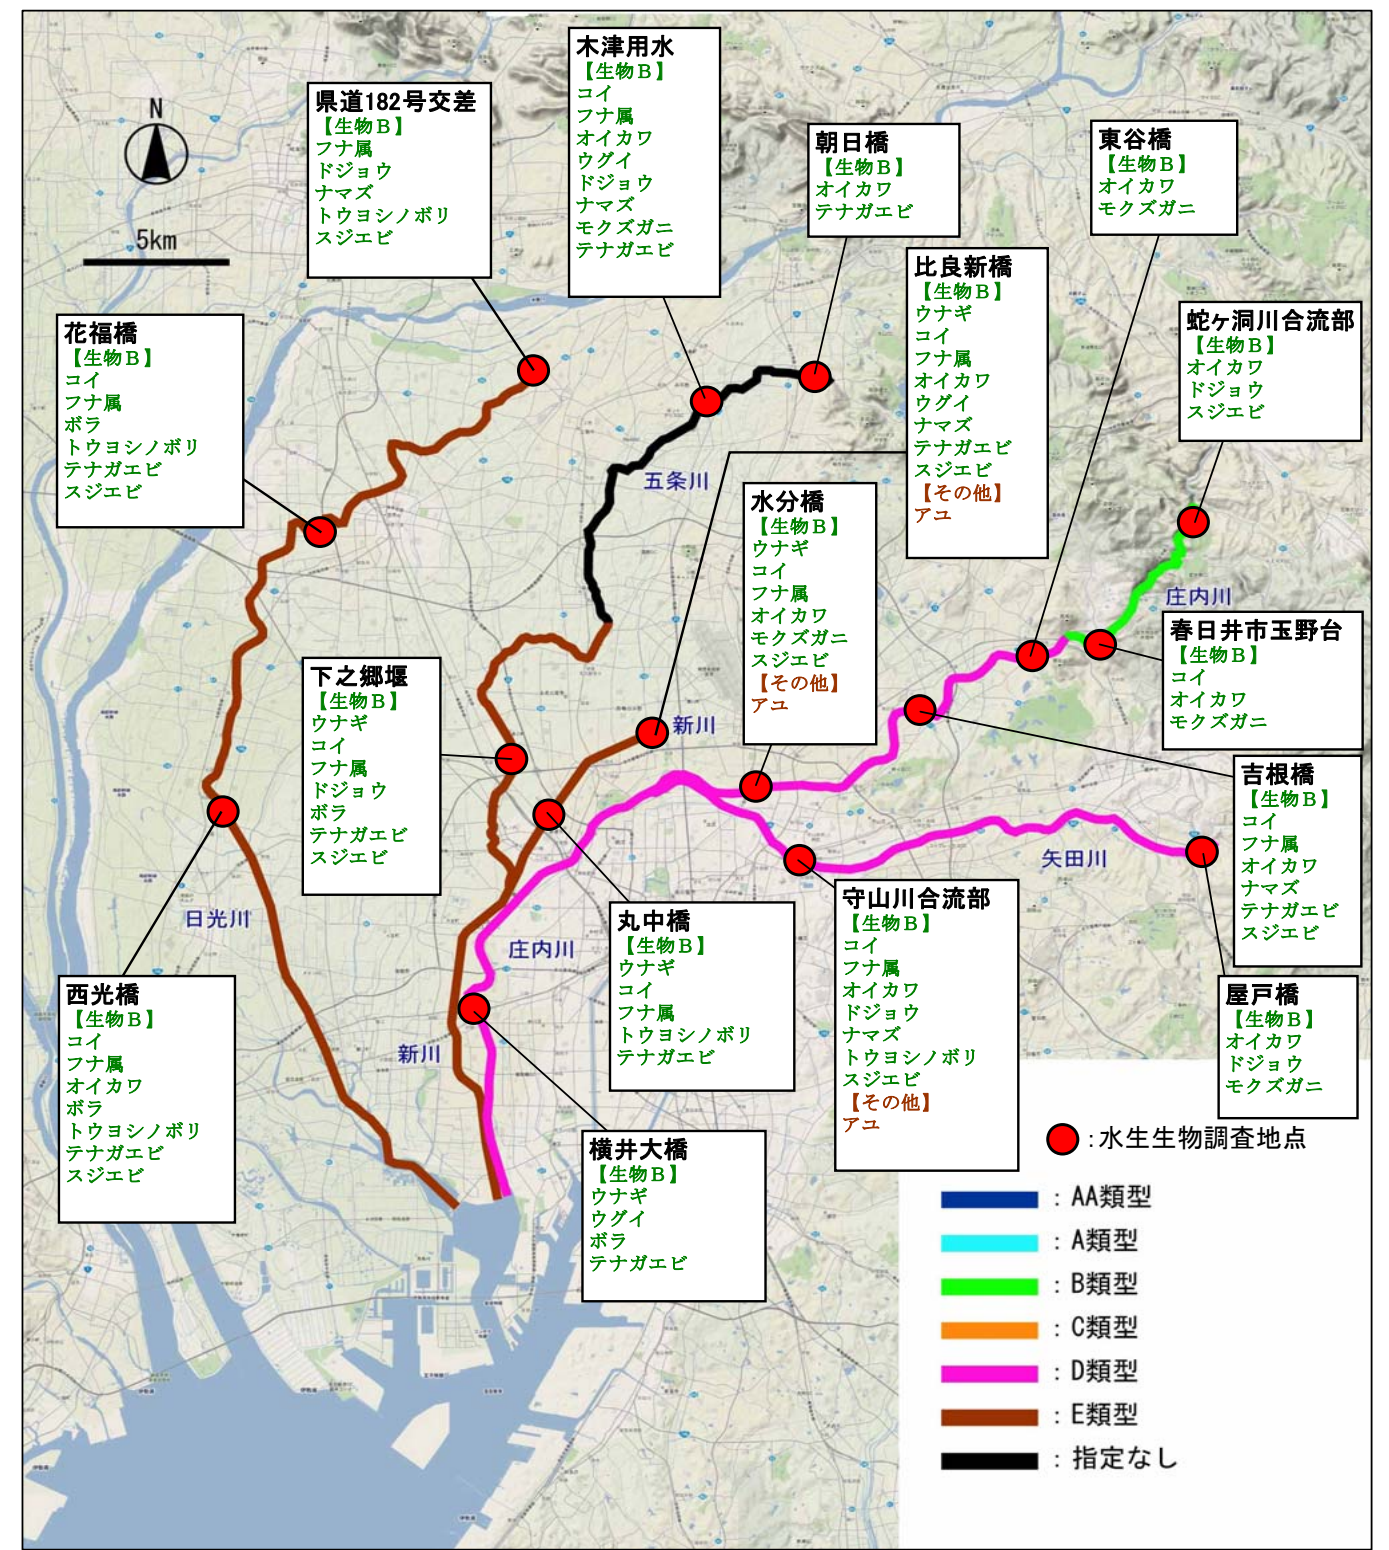 N
5km
県道182号交差
【生物Ｂ】
フナ属
ドジョウ
ナマズ
トウヨシノボリ
スジエビ
木津用水
【生物Ｂ】
コイ
フナ属
オイカワ
ウグイ
ドジョウ
ナマズ
モクズガニ
テナガエビ
朝日橋
【生物Ｂ】
オイカワ
テナガエビ
東谷橋
【生物Ｂ】
オイカワ
モクズガニ
比良新橋
【生物Ｂ】
ウナギ
コイ
フナ属
オイカワ
ウグイ
ナマズ
テナガエビ
スジエビ
【その他】
アユ
蛇ヶ洞川合流部
【生物Ｂ】
オイカワ
ドジョウ
スジエビ
花福橋
【生物Ｂ】
コイ
フナ属
ボラ
トウヨシノボリ
テナガエビ
スジエビ
五条川
水分橋
【生物Ｂ】
ウナギ
コイ
フナ属
オイカワ
モクズガニ
スジエビ
【その他】
アユ
庄内川
春日井市玉野台
【生物Ｂ】
コイ
オイカワ
モクズガニ
下之郷堰
【生物Ｂ】
ウナギ
コイ
フナ属
ドジョウ
ボラ
テナガエビ
スジエビ
新川
吉根橋
【生物Ｂ】
コイ
フナ属
オイカワ
ナマズ
テナガエビ
スジエビ
矢田川
守山川合流部
【生物Ｂ】
コイ
フナ属
オイカワ
ドジョウ
ナマズ
トウヨシノボリ
スジエビ
【その他】
アユ
丸中橋
【生物Ｂ】
ウナギ
コイ
フナ属
トウヨシノボリ
テナガエビ
日光川
庄内川
西光橋
【生物Ｂ】
コイ
フナ属
オイカワ
ボラ
トウヨシノボリ
テナガエビ
スジエビ
屋戸橋
【生物Ｂ】
オイカワ
ドジョウ
モクズガニ
新川
横井大橋
【生物Ｂ】
ウナギ
ウグイ
ボラ
テナガエビ
：水生生物調査地点
：AA類型
：A類型
：B類型
：C類型
：D類型
：E類型
：指定なし